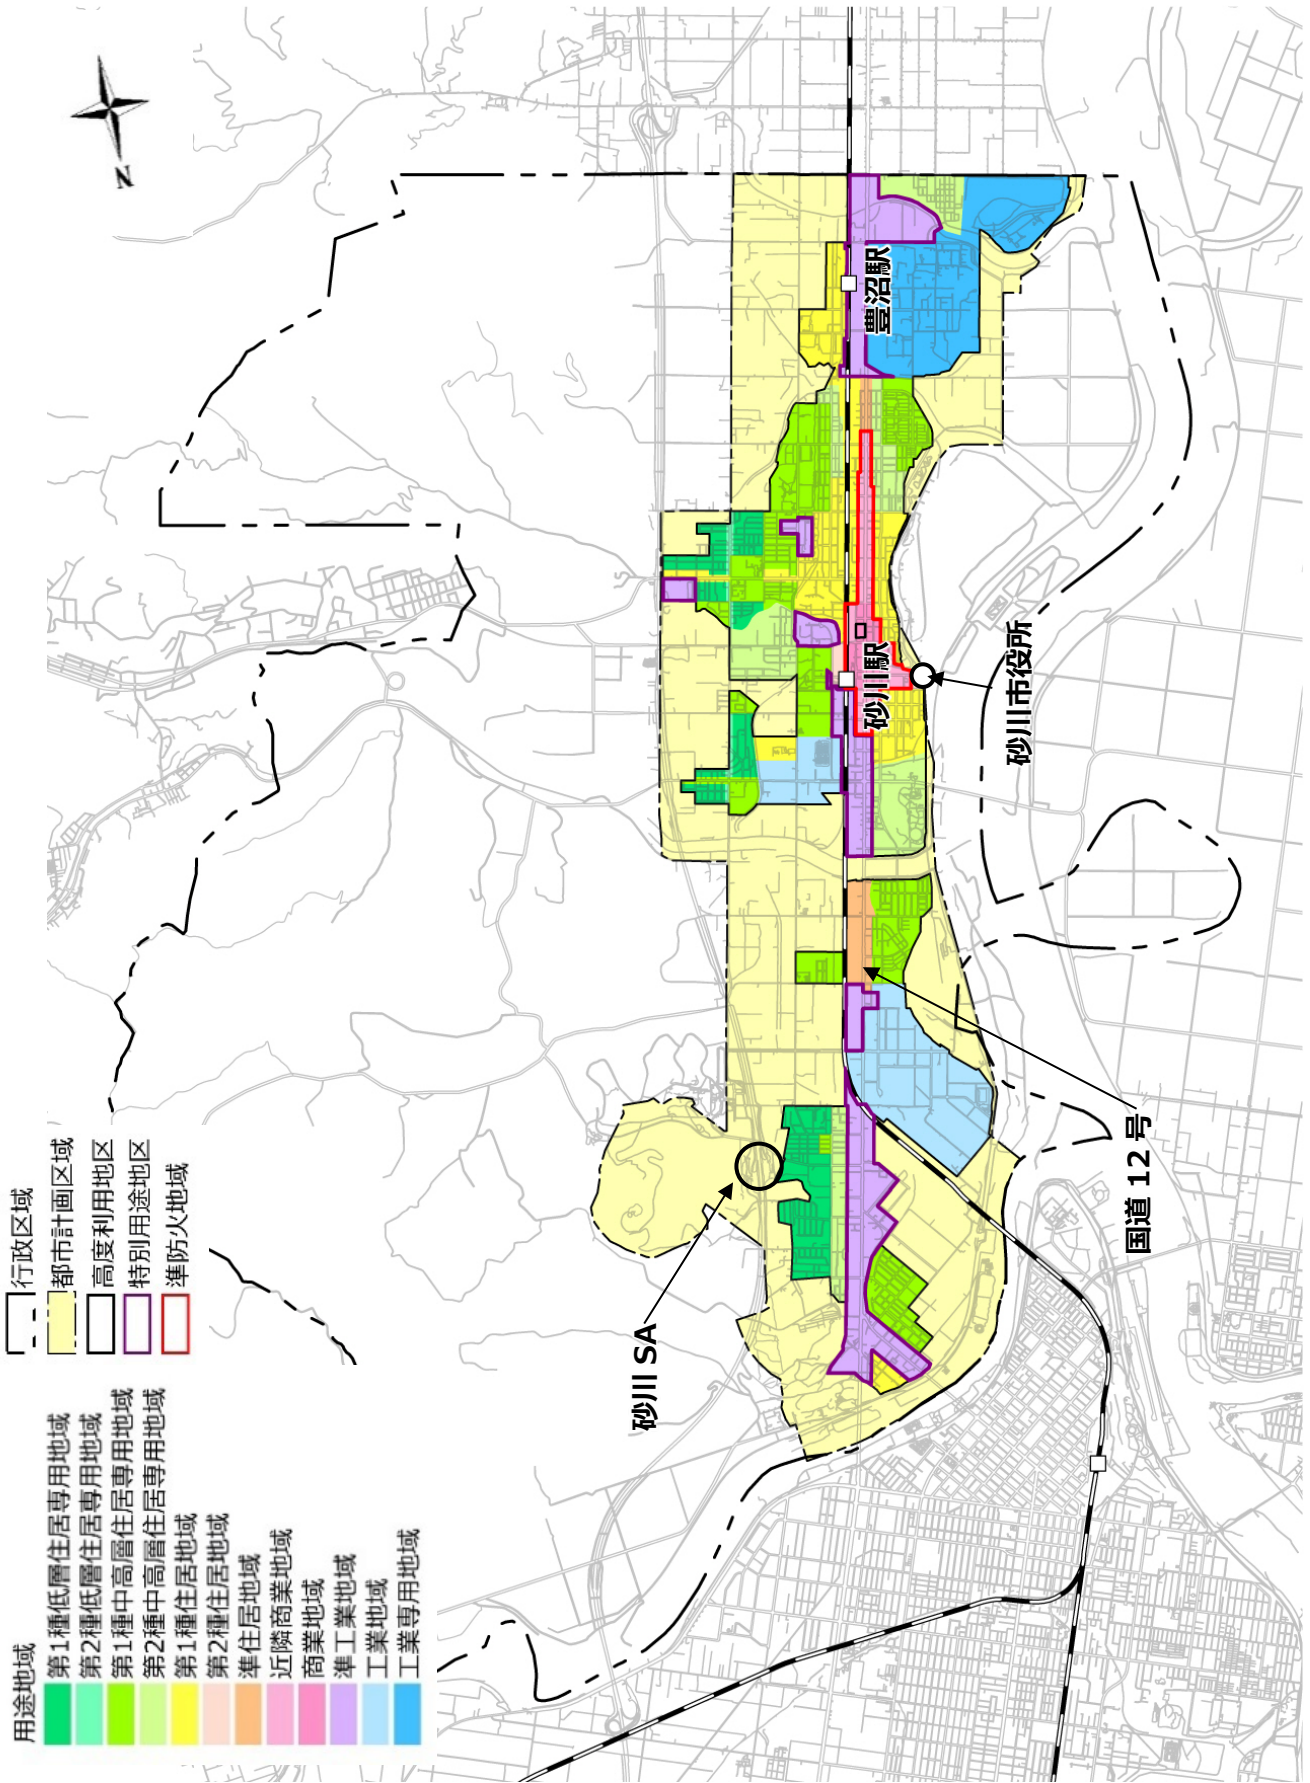 N
行政区域
都市計画区域
高度利用地区
特別用途地区
準防火地域
用途地域
第1種低層住居専用地域
第2種低層住居専用地域
第1種中高層住居専用地域
第2種中高層住居専用地域
第1種住居地域
第2種住居地域
準住居地域
近隣商業地域
商業地域
準工業地域
工業地域
工業専用地域
砂川 SA
国道 12 号
砂川市役所
砂川駅
豊沼駅